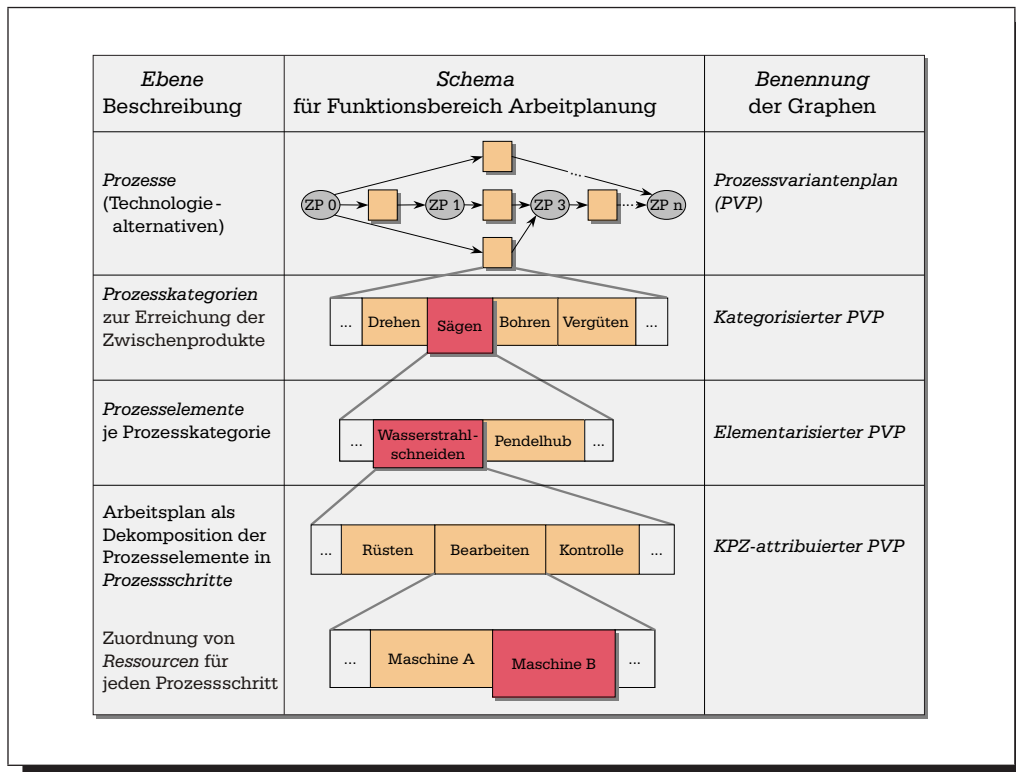 Ebene
Beschreibung
Schema
für Funktionsbereich Arbeitplanung
Benennung
der Graphen
Prozesse
(Technologie-
alternativen)
...
ZP 0
ZP 1
ZP 3
...
ZP n
Prozessvariantenplan
(PVP)
Prozesskategorien
zur Erreichung der
Zwischenprodukte
...
Drehen
Sägen
Bohren
Vergüten
...
Kategorisierter PVP
Prozesselemente
je Prozesskategorie
...
Wasserstrahl-
schneiden
Pendelhub
...
Elementarisierter PVP
Arbeitsplan als
Dekomposition der
Prozesselemente in
Prozessschritte
...
Rüsten
Bearbeiten
Kontrolle
...
KPZ-attribuierter PVP
Zuordnung von
Ressourcen für
jeden Prozessschritt
...
Maschine A
Maschine B
...